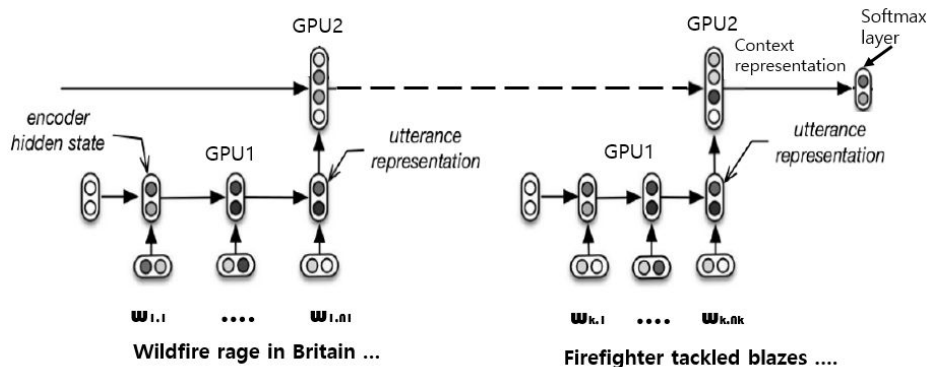 GPU2
GPU2
Softmax
layer
Context
representation
encoder
hidden state
GPU1
utterance
representation
GPU1
utterance
representation
w1,1 .... w1,n1
wk,1 .... wk,nk
Wildfire rage in Britain ...
Firefighter tackled blazes ....